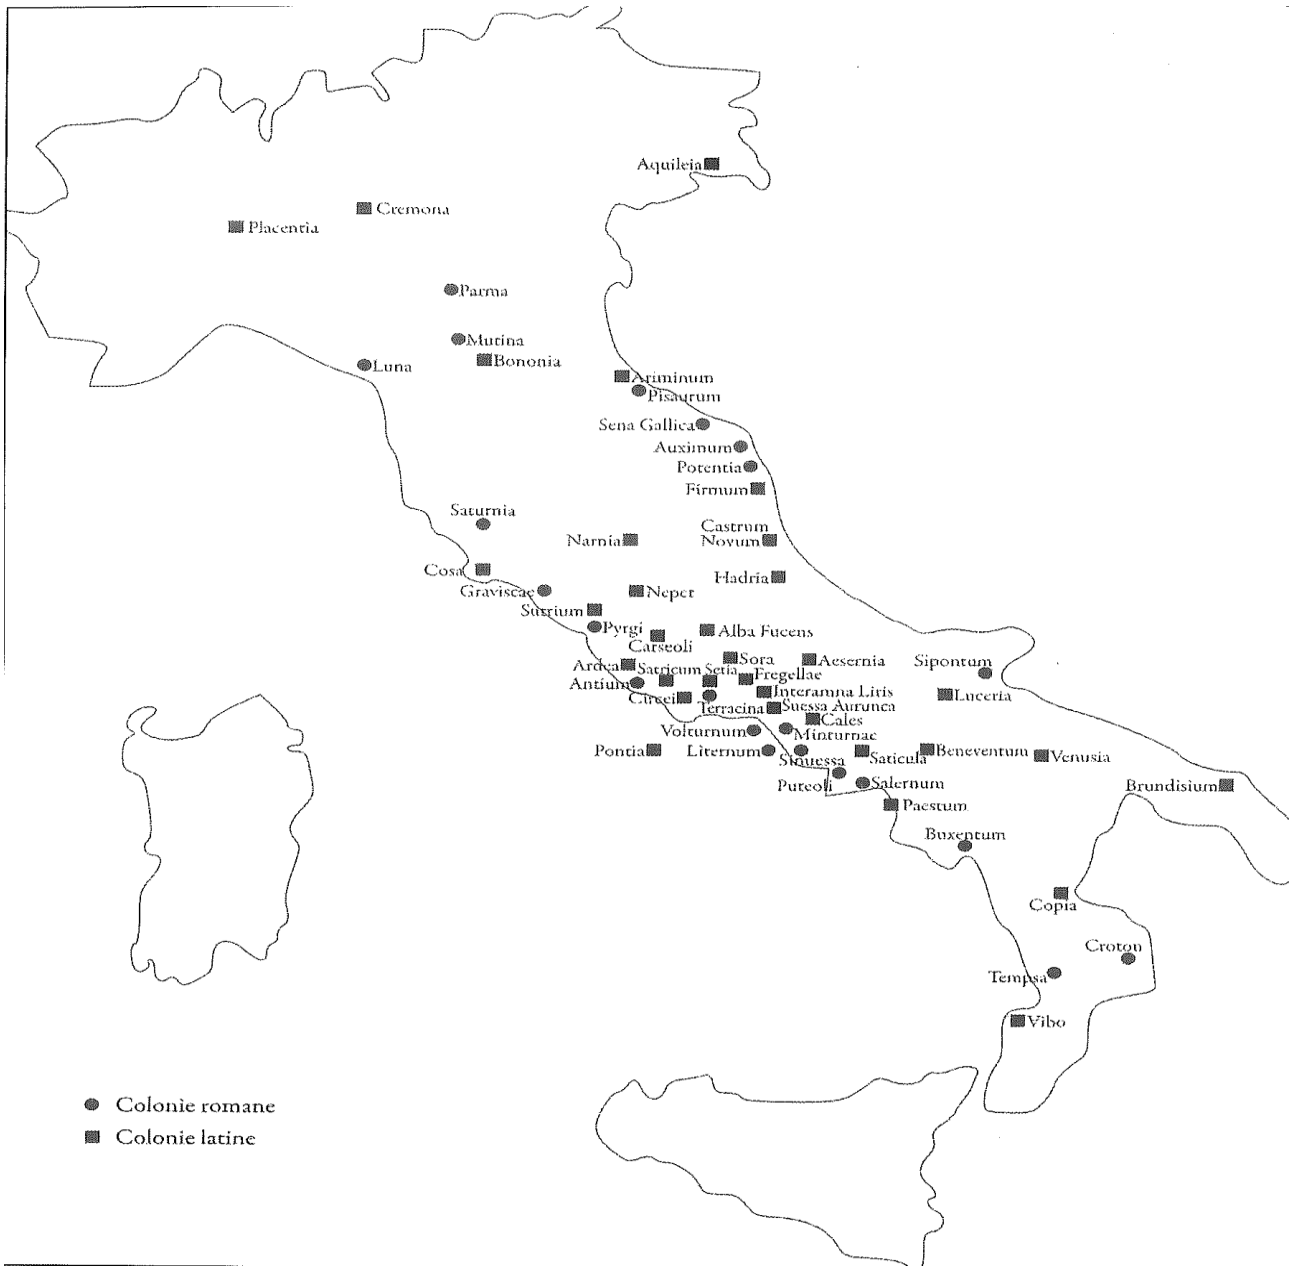 Aquileia
Cremona
Placentia
Parma
Mutina
Bononia
Luna
Ariminum
Pisaurum
Sena Gallica
Auximum
Potentia
Firmum
Saturnia
Castrum
Novum
Narnia
Cosa
Hadria
Graviscae
Nepet
Sutrium
Pyrgi
Alba Fucens
Carseoli
Sora
Aesernia
Sipontum
Ardea
Satricum
Setia
Fregellae
Antium
Circei
Interamna Liris
Luceria
Terracina
Suessa Aurunca
Cales
Volturnum
Minturnae
Pontia
Liternum
Sinuessa
Saticula
Beneventum
Venusia
Puteoli
Salernum
Brundisium
Paestum
Buxentum
Copia
Croton
Tempsa
Vibo
Colonie romane
Colonie latine